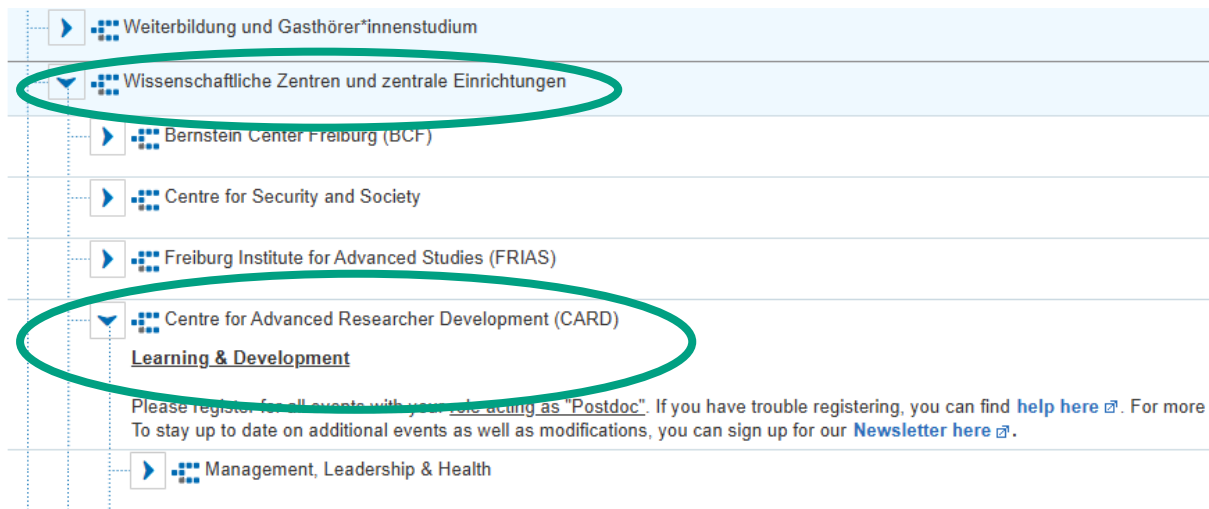 Weiterbildung und Gasthörer*innenstudium
Wissenschaftliche Zentren und zentrale Einrichtungen
Bernstein Center Freiburg (BCF)
Centre for Security and Society
Freiburg Institute for Advanced Studies (FRIAS)
Centre for Advanced Researcher Development (CARD)
Learning & Development
Please register for all events with your role acting as "Postdoc". If you have trouble registering, you can find help here. For more
To stay up to date on additional events as well as modifications, you can sign up for our Newsletter here.
Management, Leadership & Health